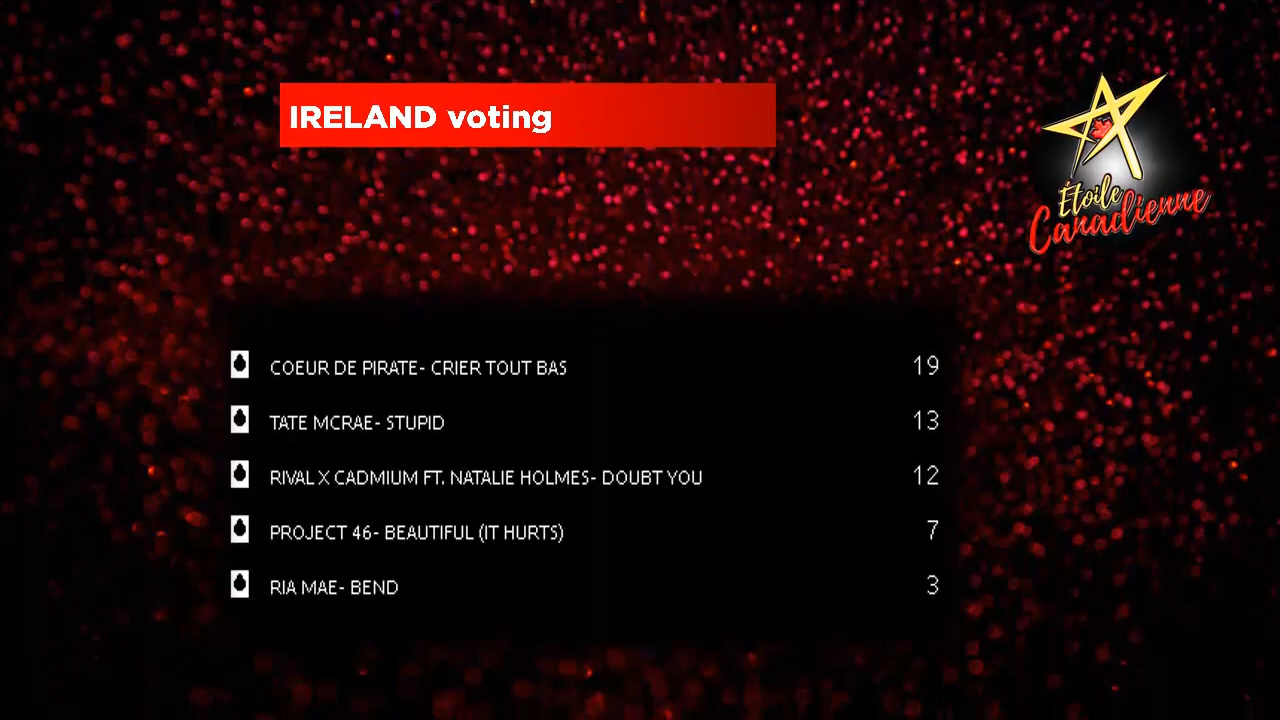 IRELAND voting
Étoile
Canadienne
COEUR DE PIRATE- CRIER TOUT BAS 19
TATE MCRAE- STUPID 13
RIVAL X CADMIUM FT. NATALIE HOLMES- DOUBT YOU 12
PROJECT 46- BEAUTIFUL (IT HURTS) 7
RIA MAE- BEND 3